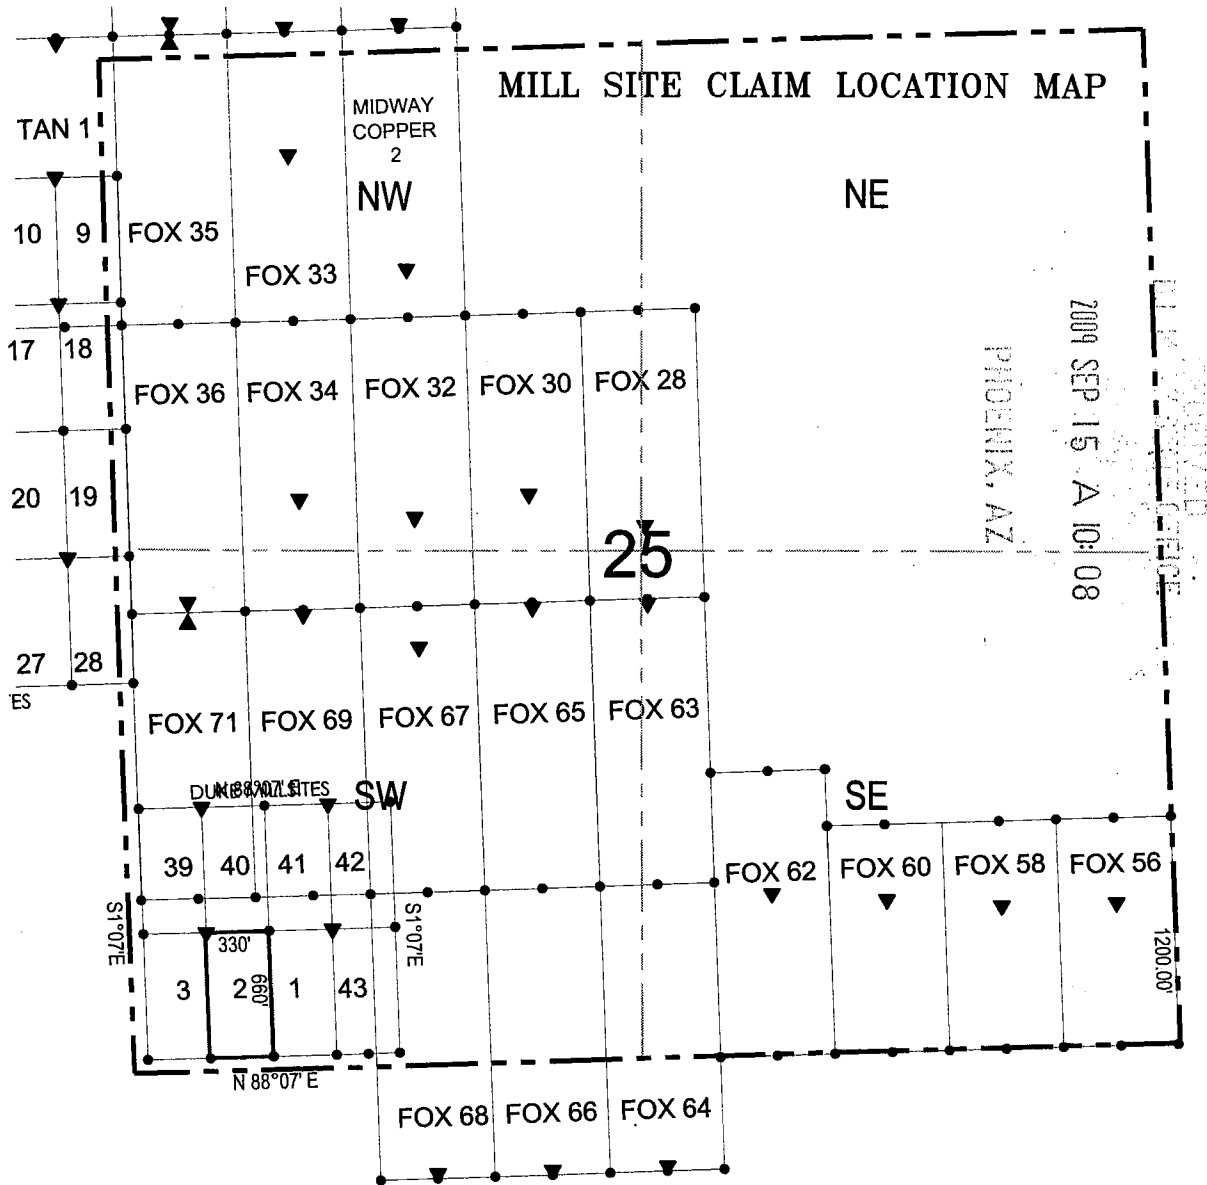 MILL SITE CLAIM LOCATION MAP
MIDWAY
COPPER
2
TAN 1
NW
NE
10
9
FOX 35
FOX 33
17
18
FOX 36
FOX 34
FOX 32
FOX 30
FOX 28
2009 SEP 15 A 10:08
PHOENIX, AZ
20
19
25
27
28
ES
FOX 71
FOX 69
FOX 67
FOX 65
FOX 63
N 88°07' E
DUKE MILLSITES
SW
SE
39
40
41
42
FOX 62
FOX 60
FOX 58
FOX 56
S1°07'E
S1°07'E
330'
660'
3
2
1
43
1200.00'
N 88°07' E
FOX 68
FOX 66
FOX 64